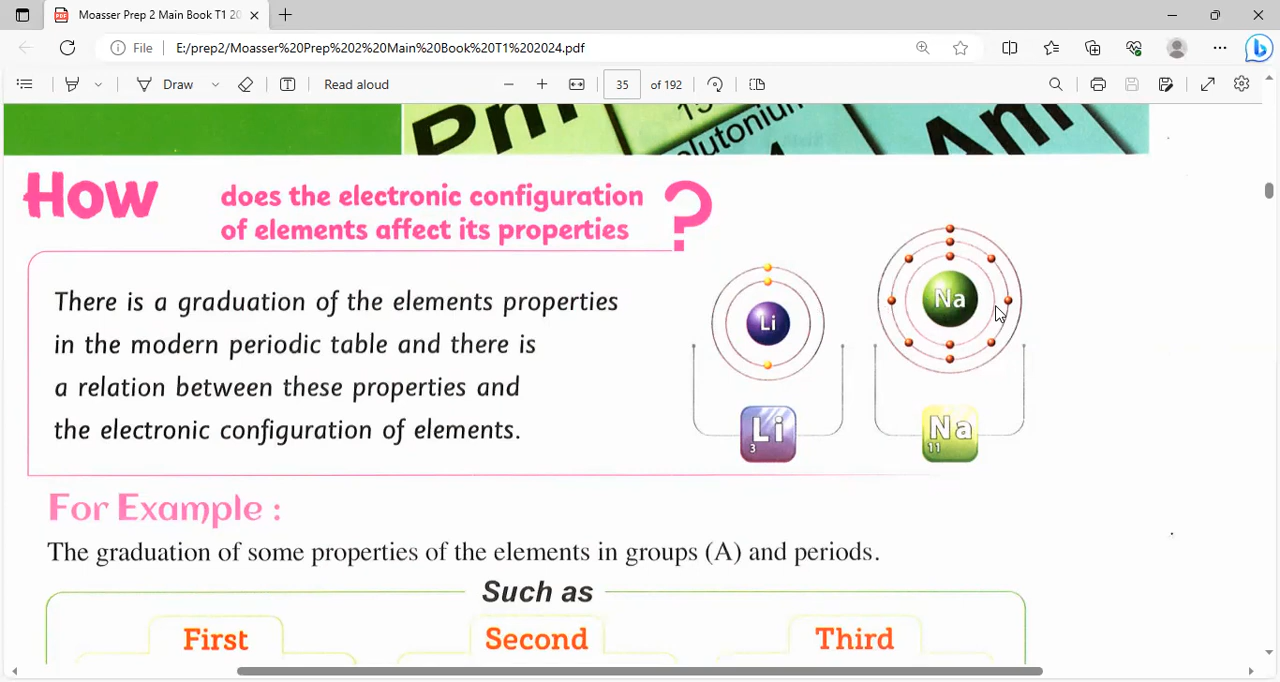 Moasser Prep 2 Main Book T1 20
File E:/prep2/Moasser%20Prep%202%20Main%20Book%20T1%202024.pdf
Draw Read aloud 35 of 192
Pm 15 lutonium Am
How does the electronic configuration
of elements affect its properties ?
There is a graduation of the elements properties
in the modern periodic table and there is
a relation between these properties and
the electronic configuration of elements.
Li
Na
Li
3
Na
11
For Example :
The graduation of some properties of the elements in groups (A) and periods.
Such as
First Second Third